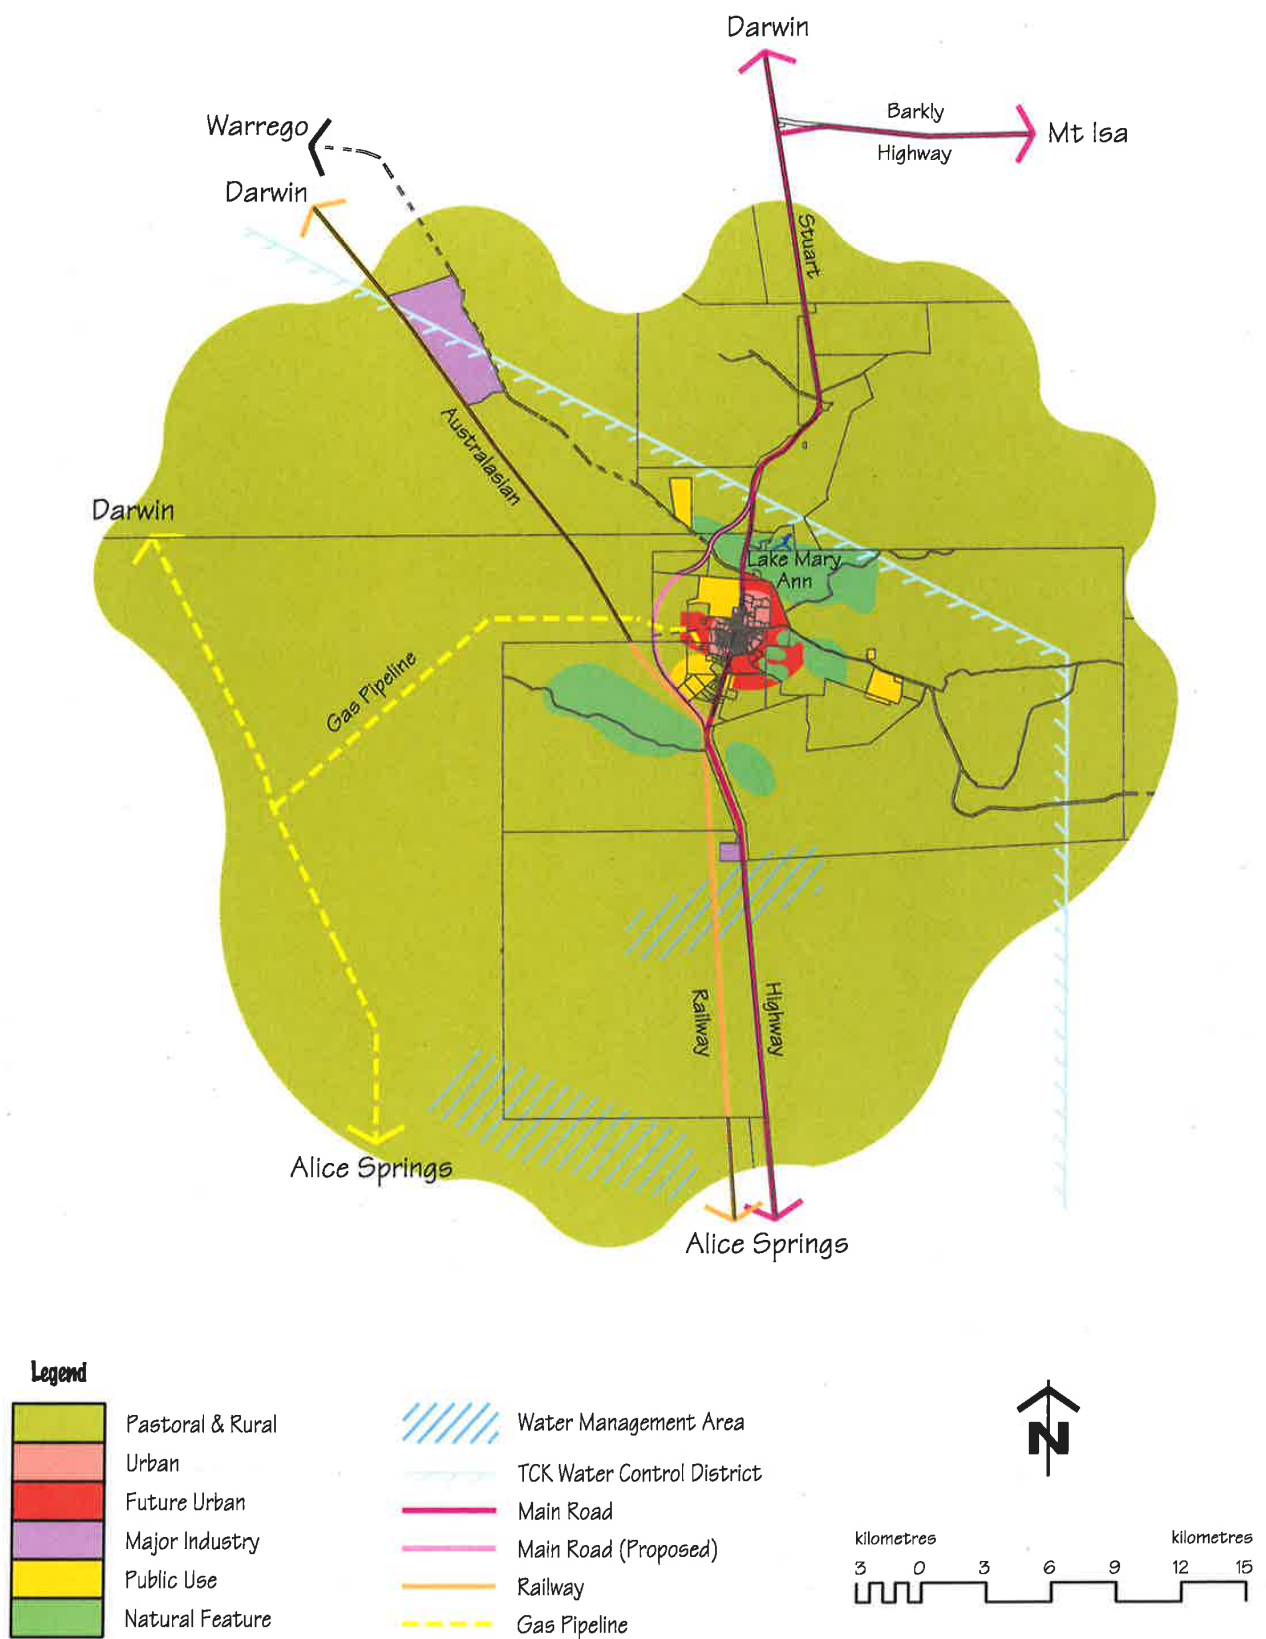 Darwin
Barkly
Mt Isa
Highway
Warrego
Darwin
Stuart
Australasian
Darwin
Lake Mary
Ann
Gas Pipeline
Railway
Highway
Alice Springs
Alice Springs
Legend
Pastoral & Rural
Urban
Future Urban
Major Industry
Public Use
Natural Feature
Water Management Area
TCK Water Control District
Main Road
Main Road (Proposed)
Railway
Gas Pipeline
N
kilometres kilometres
3 0 3 6 9 12 15